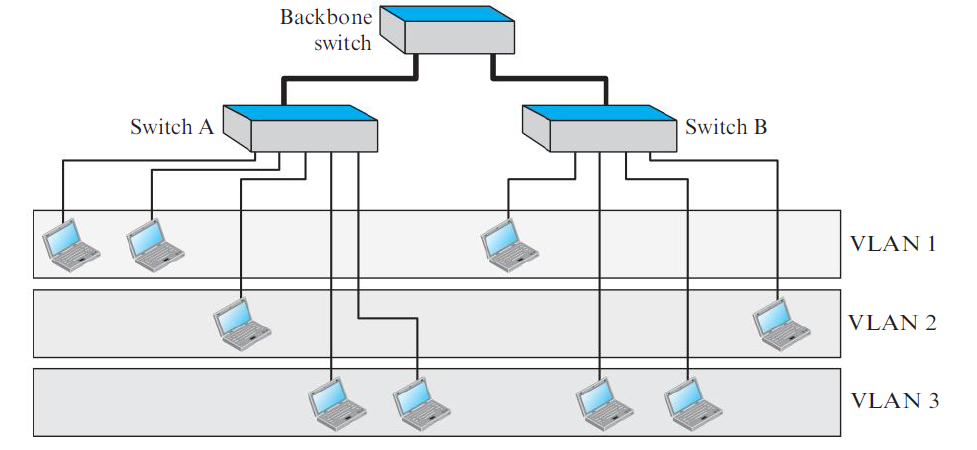 Backbone
switch
Switch A
Switch B
VLAN 1
VLAN 2
VLAN 3